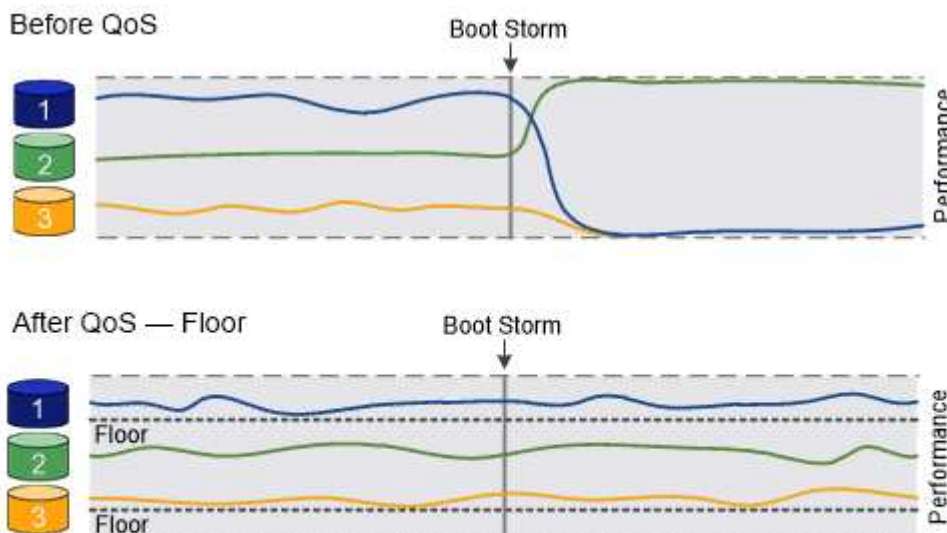 Before QoS
Boot Storm
1
2
3
Performance
After QoS — Floor
Boot Storm
1
Floor
2
3
Floor
Performance